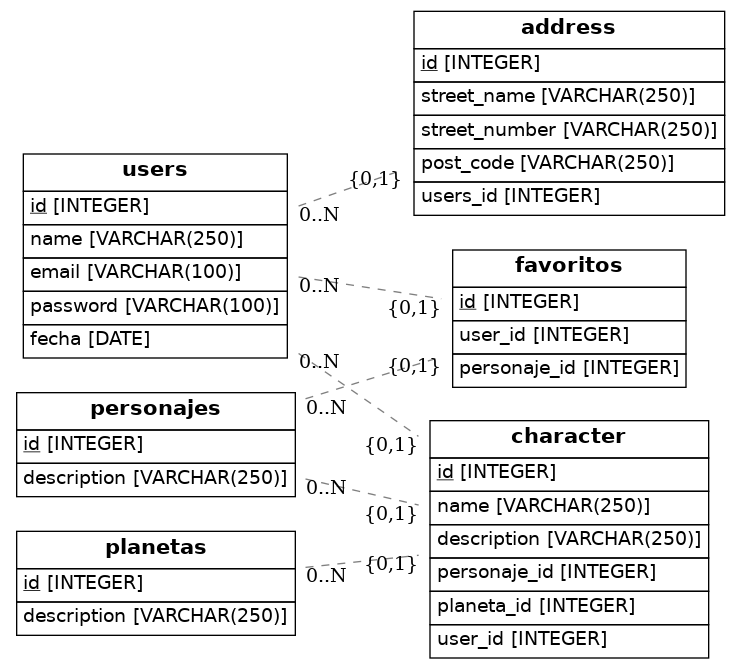 address
id [INTEGER]
street_name [VARCHAR(250)]
street_number [VARCHAR(250)]
post_code [VARCHAR(250)]
users_id [INTEGER]
users
id [INTEGER]
name [VARCHAR(250)]
email [VARCHAR(100)]
password [VARCHAR(100)]
fecha [DATE]
{0,1}
0..N
favoritos
id [INTEGER]
user_id [INTEGER]
personaje_id [INTEGER]
0..N
{0,1}
0..N
{0,1}
personajes
id [INTEGER]
description [VARCHAR(250)]
0..N
{0,1}
character
id [INTEGER]
name [VARCHAR(250)]
description [VARCHAR(250)]
personaje_id [INTEGER]
planeta_id [INTEGER]
user_id [INTEGER]
0..N
{0,1}
planetas
id [INTEGER]
description [VARCHAR(250)]
0..N
{0,1}